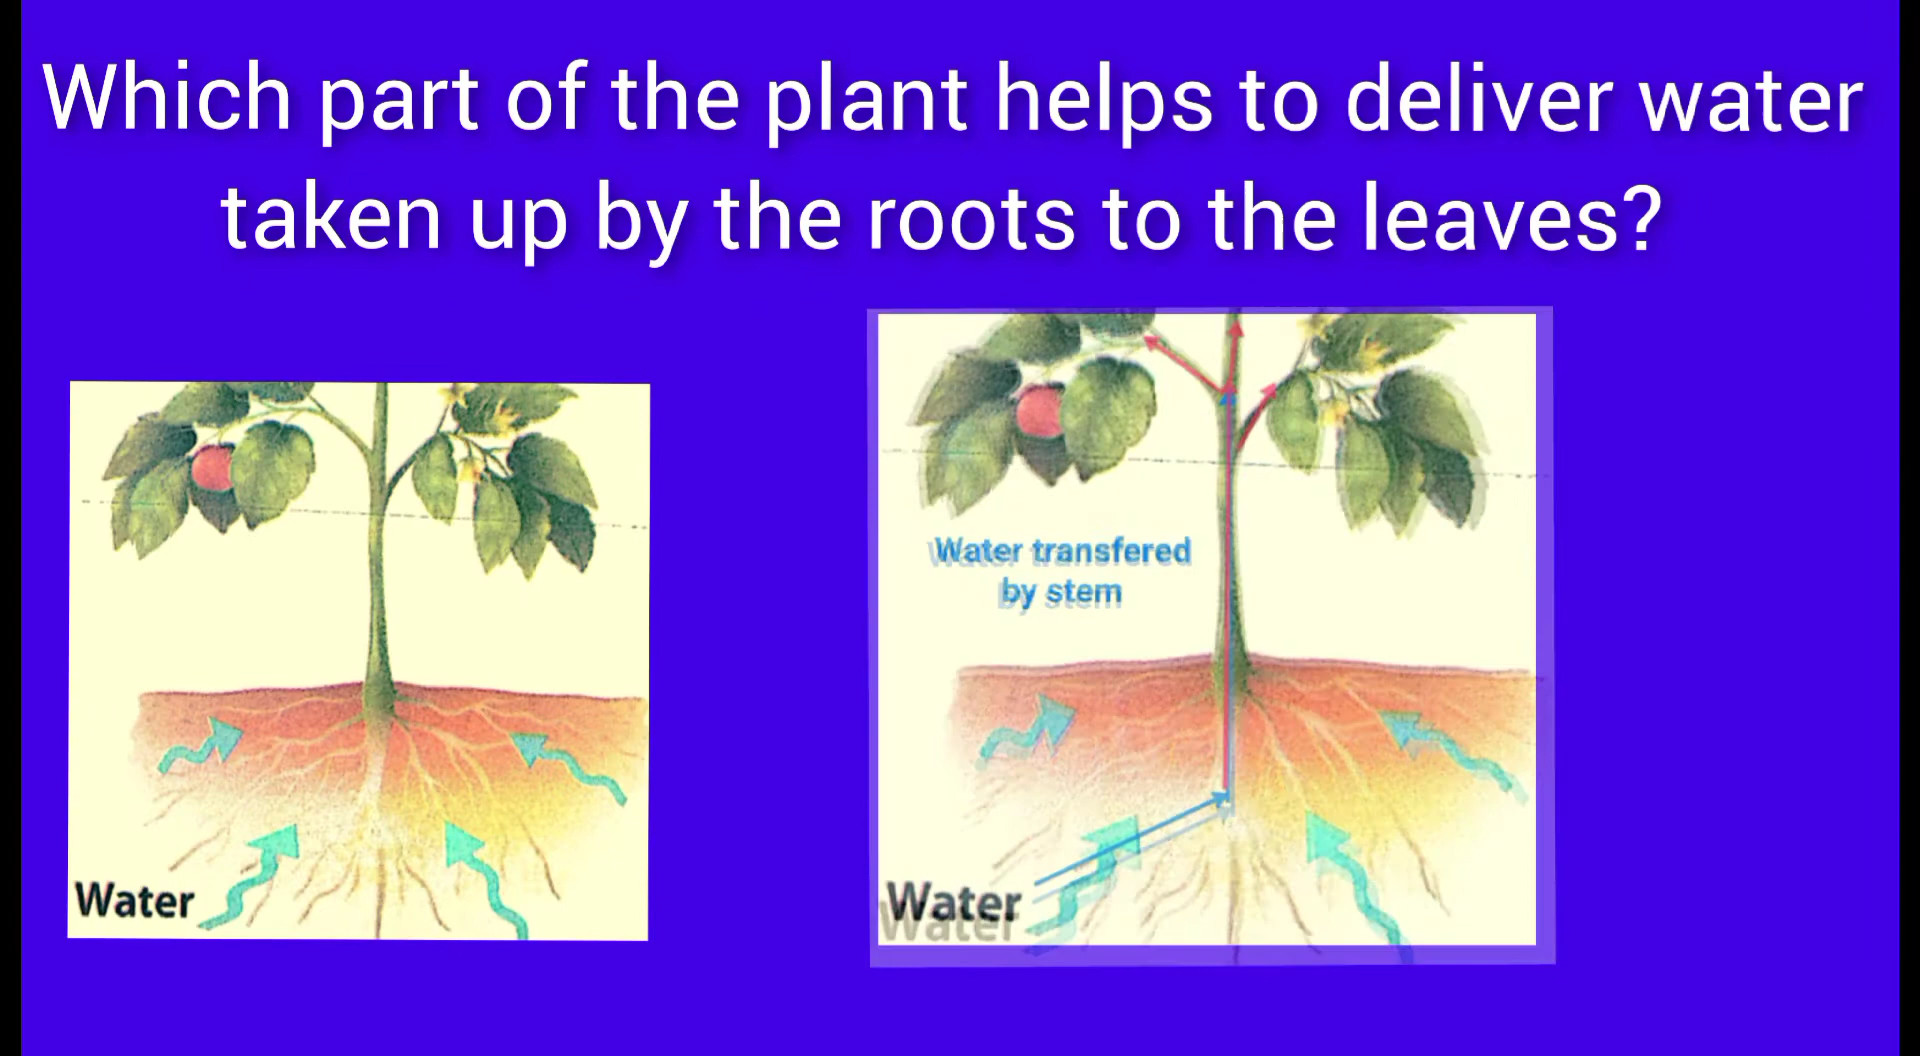 Which part of the plant helps to deliver water
taken up by the roots to the leaves?
Water
Water transfered
by stem
Water